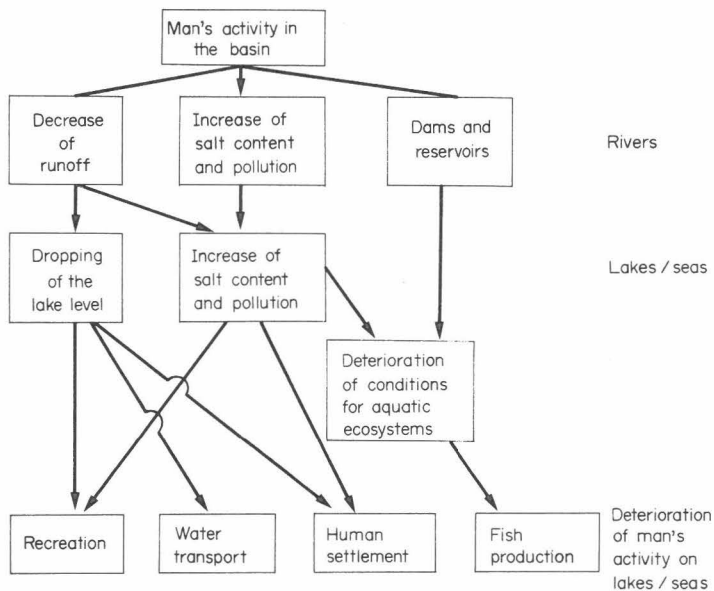 Man's activity in
the basin
Decrease
of
runoff
Increase of
salt content
and pollution
Dams and
reservoirs
Rivers
Dropping
of the
lake level
Increase of
salt content
and pollution
Lakes / seas
Deterioration
of conditions
for aquatic
ecosystems
Recreation
Water
transport
Human
settlement
Fish
production
Deterioration
of man's
activity on
lakes / seas